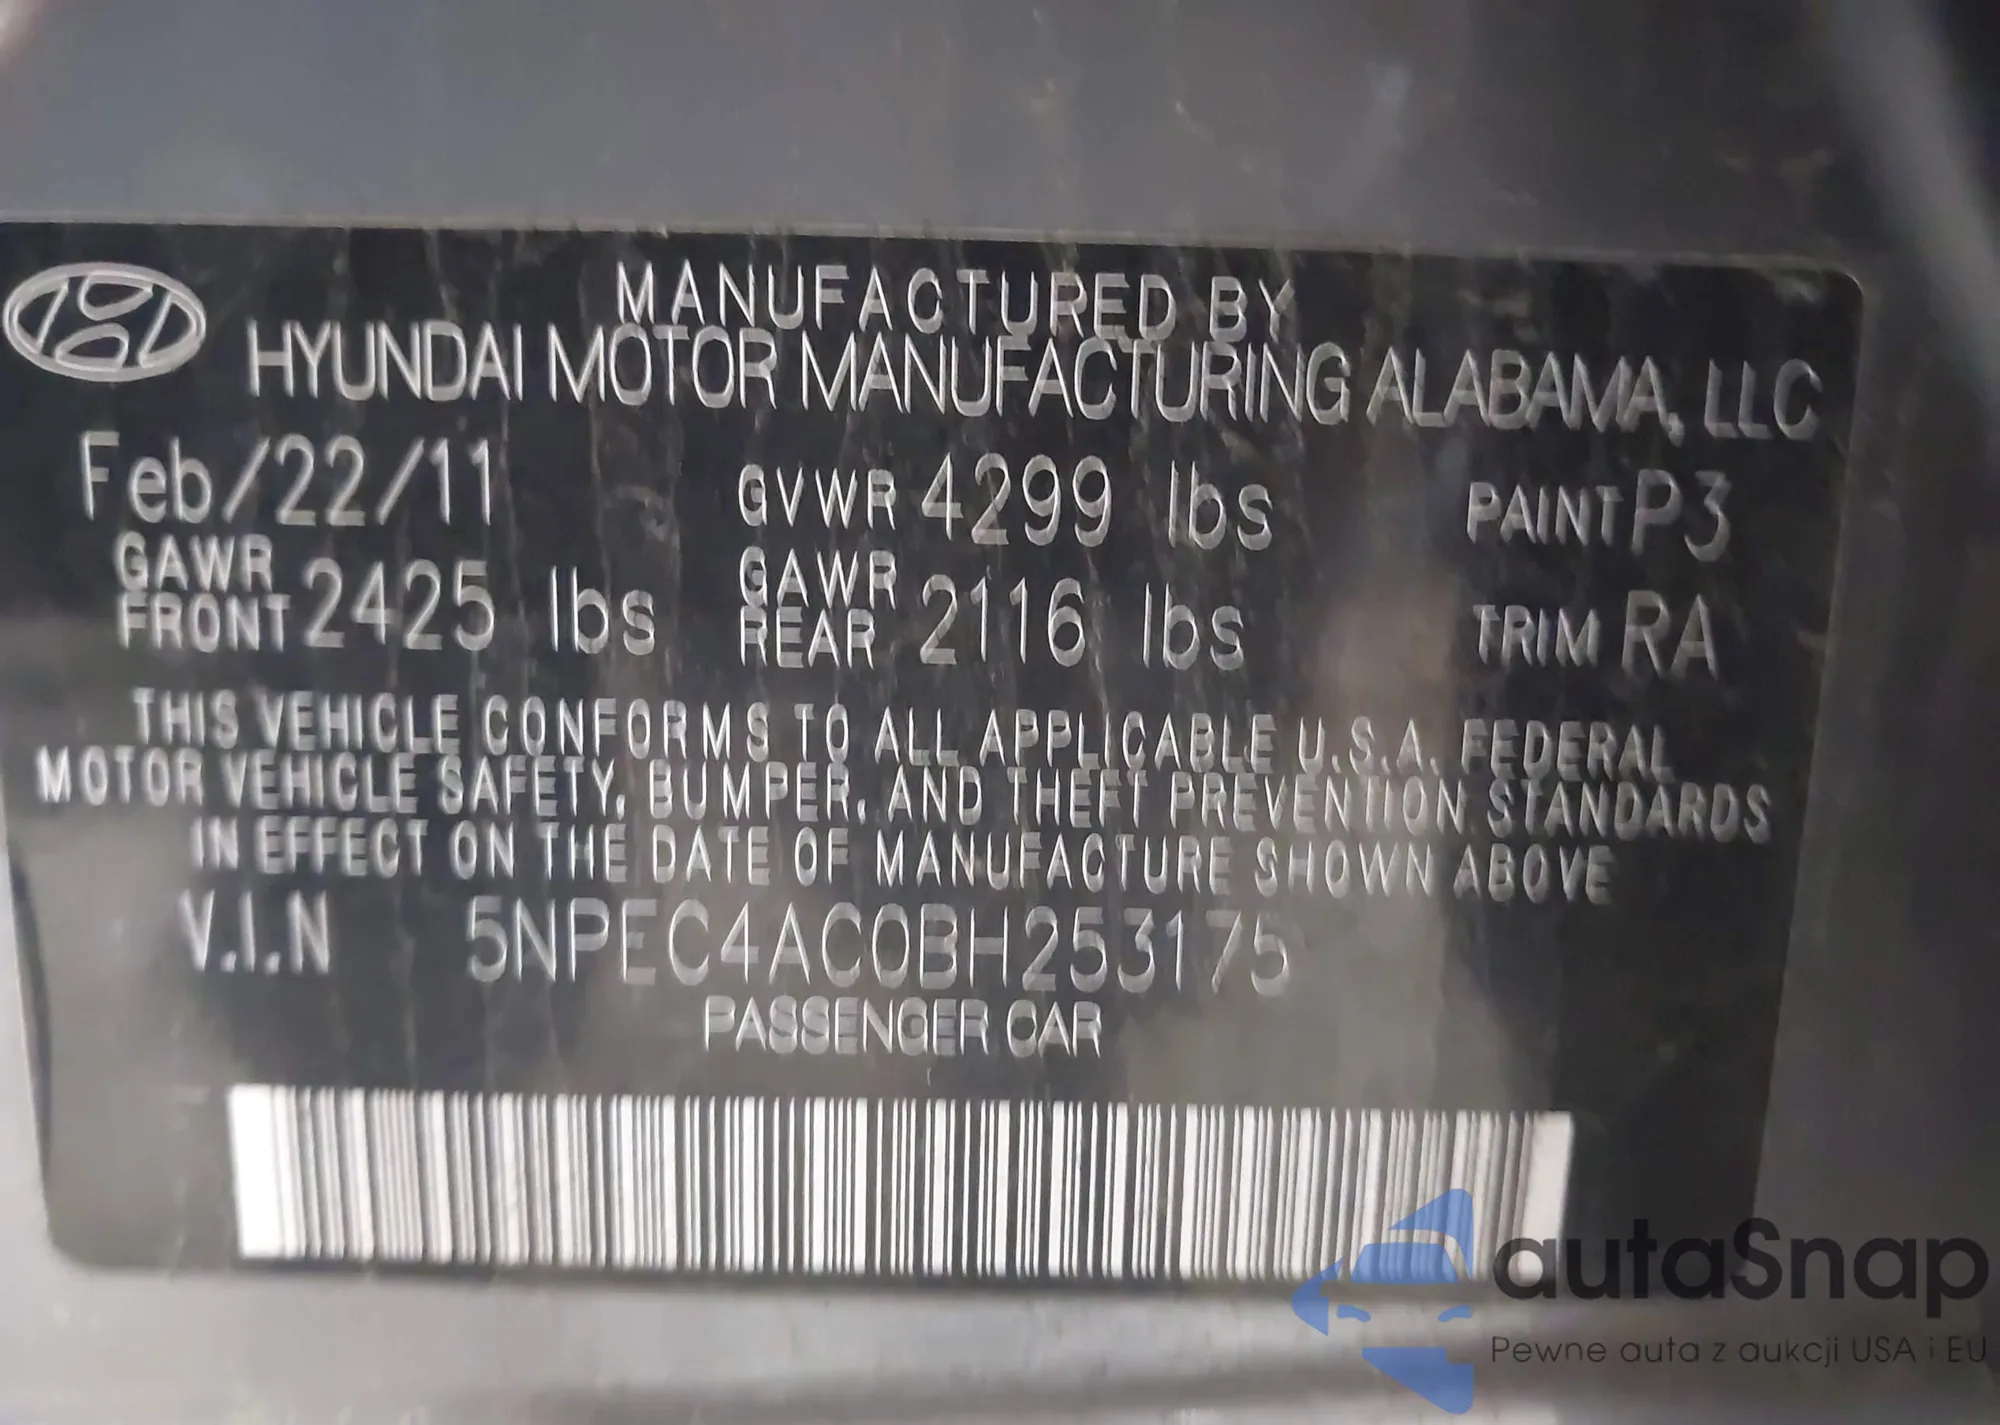 MANUFACTURED BY
HYUNDAI MOTOR MANUFACTURING ALABAMA, LLC
Feb/22/11 GVWR 4299 lbs PAINT P3
GAWR FRONT 2425 lbs GAWR REAR 2116 lbs TRIM RA
THIS VEHICLE CONFORMS TO ALL APPLICABLE U.S.A. FEDERAL
MOTOR VEHICLE SAFETY, BUMPER, AND THEFT PREVENTION STANDARDS
IN EFFECT ON THE DATE OF MANUFACTURE SHOWN ABOVE
V.I.N 5NPEC4AC0BH253175
PASSENGER CAR
autaSnap
Pewne auta z aukcji USA i EU